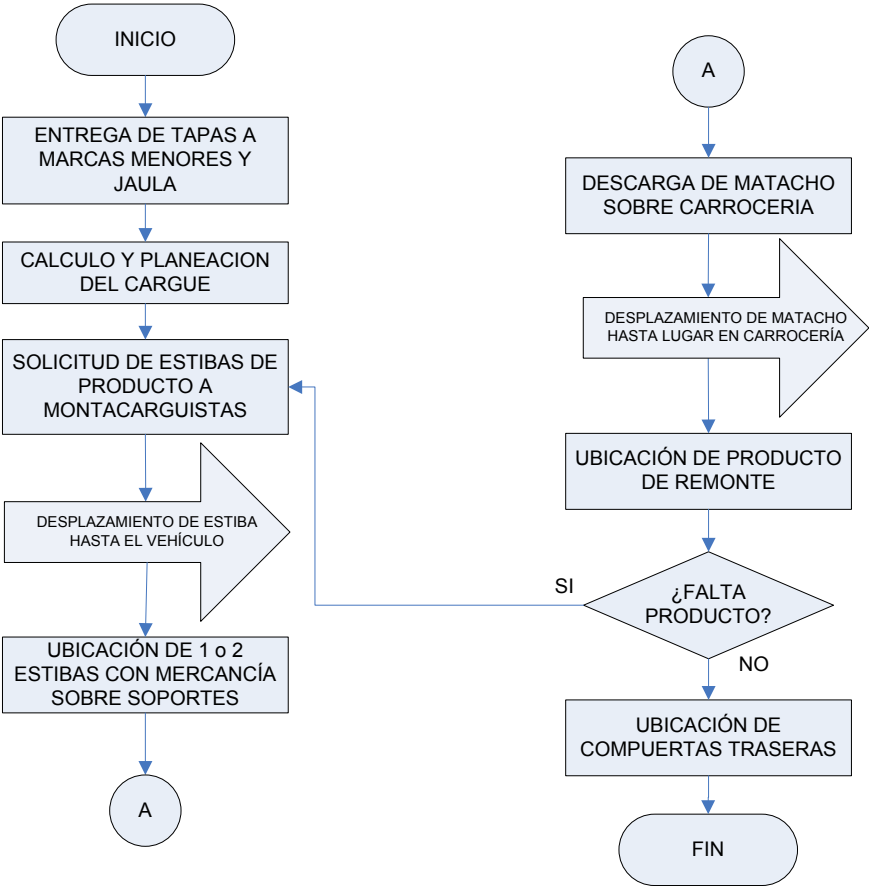 INICIO
ENTREGA DE TAPAS A
MARCAS MENORES Y
JAULA
CALCULO Y PLANEACION
DEL CARGUE
SOLICITUD DE ESTIBAS DE
PRODUCTO A
MONTACARGUISTAS
DESPLAZAMIENTO DE ESTIBA
HASTA EL VEHÍCULO
UBICACIÓN DE 1 o 2
ESTIBAS CON MERCANCÍA
SOBRE SOPORTES
A
A
DESCARGA DE MATACHO
SOBRE CARROCERIA
DESPLAZAMIENTO DE MATACHO
HASTA LUGAR EN CARROCERÍA
UBICACIÓN DE PRODUCTO
DE REMONTE
¿FALTA
PRODUCTO?
SI
NO
UBICACIÓN DE
COMPUERTAS TRASERAS
FIN